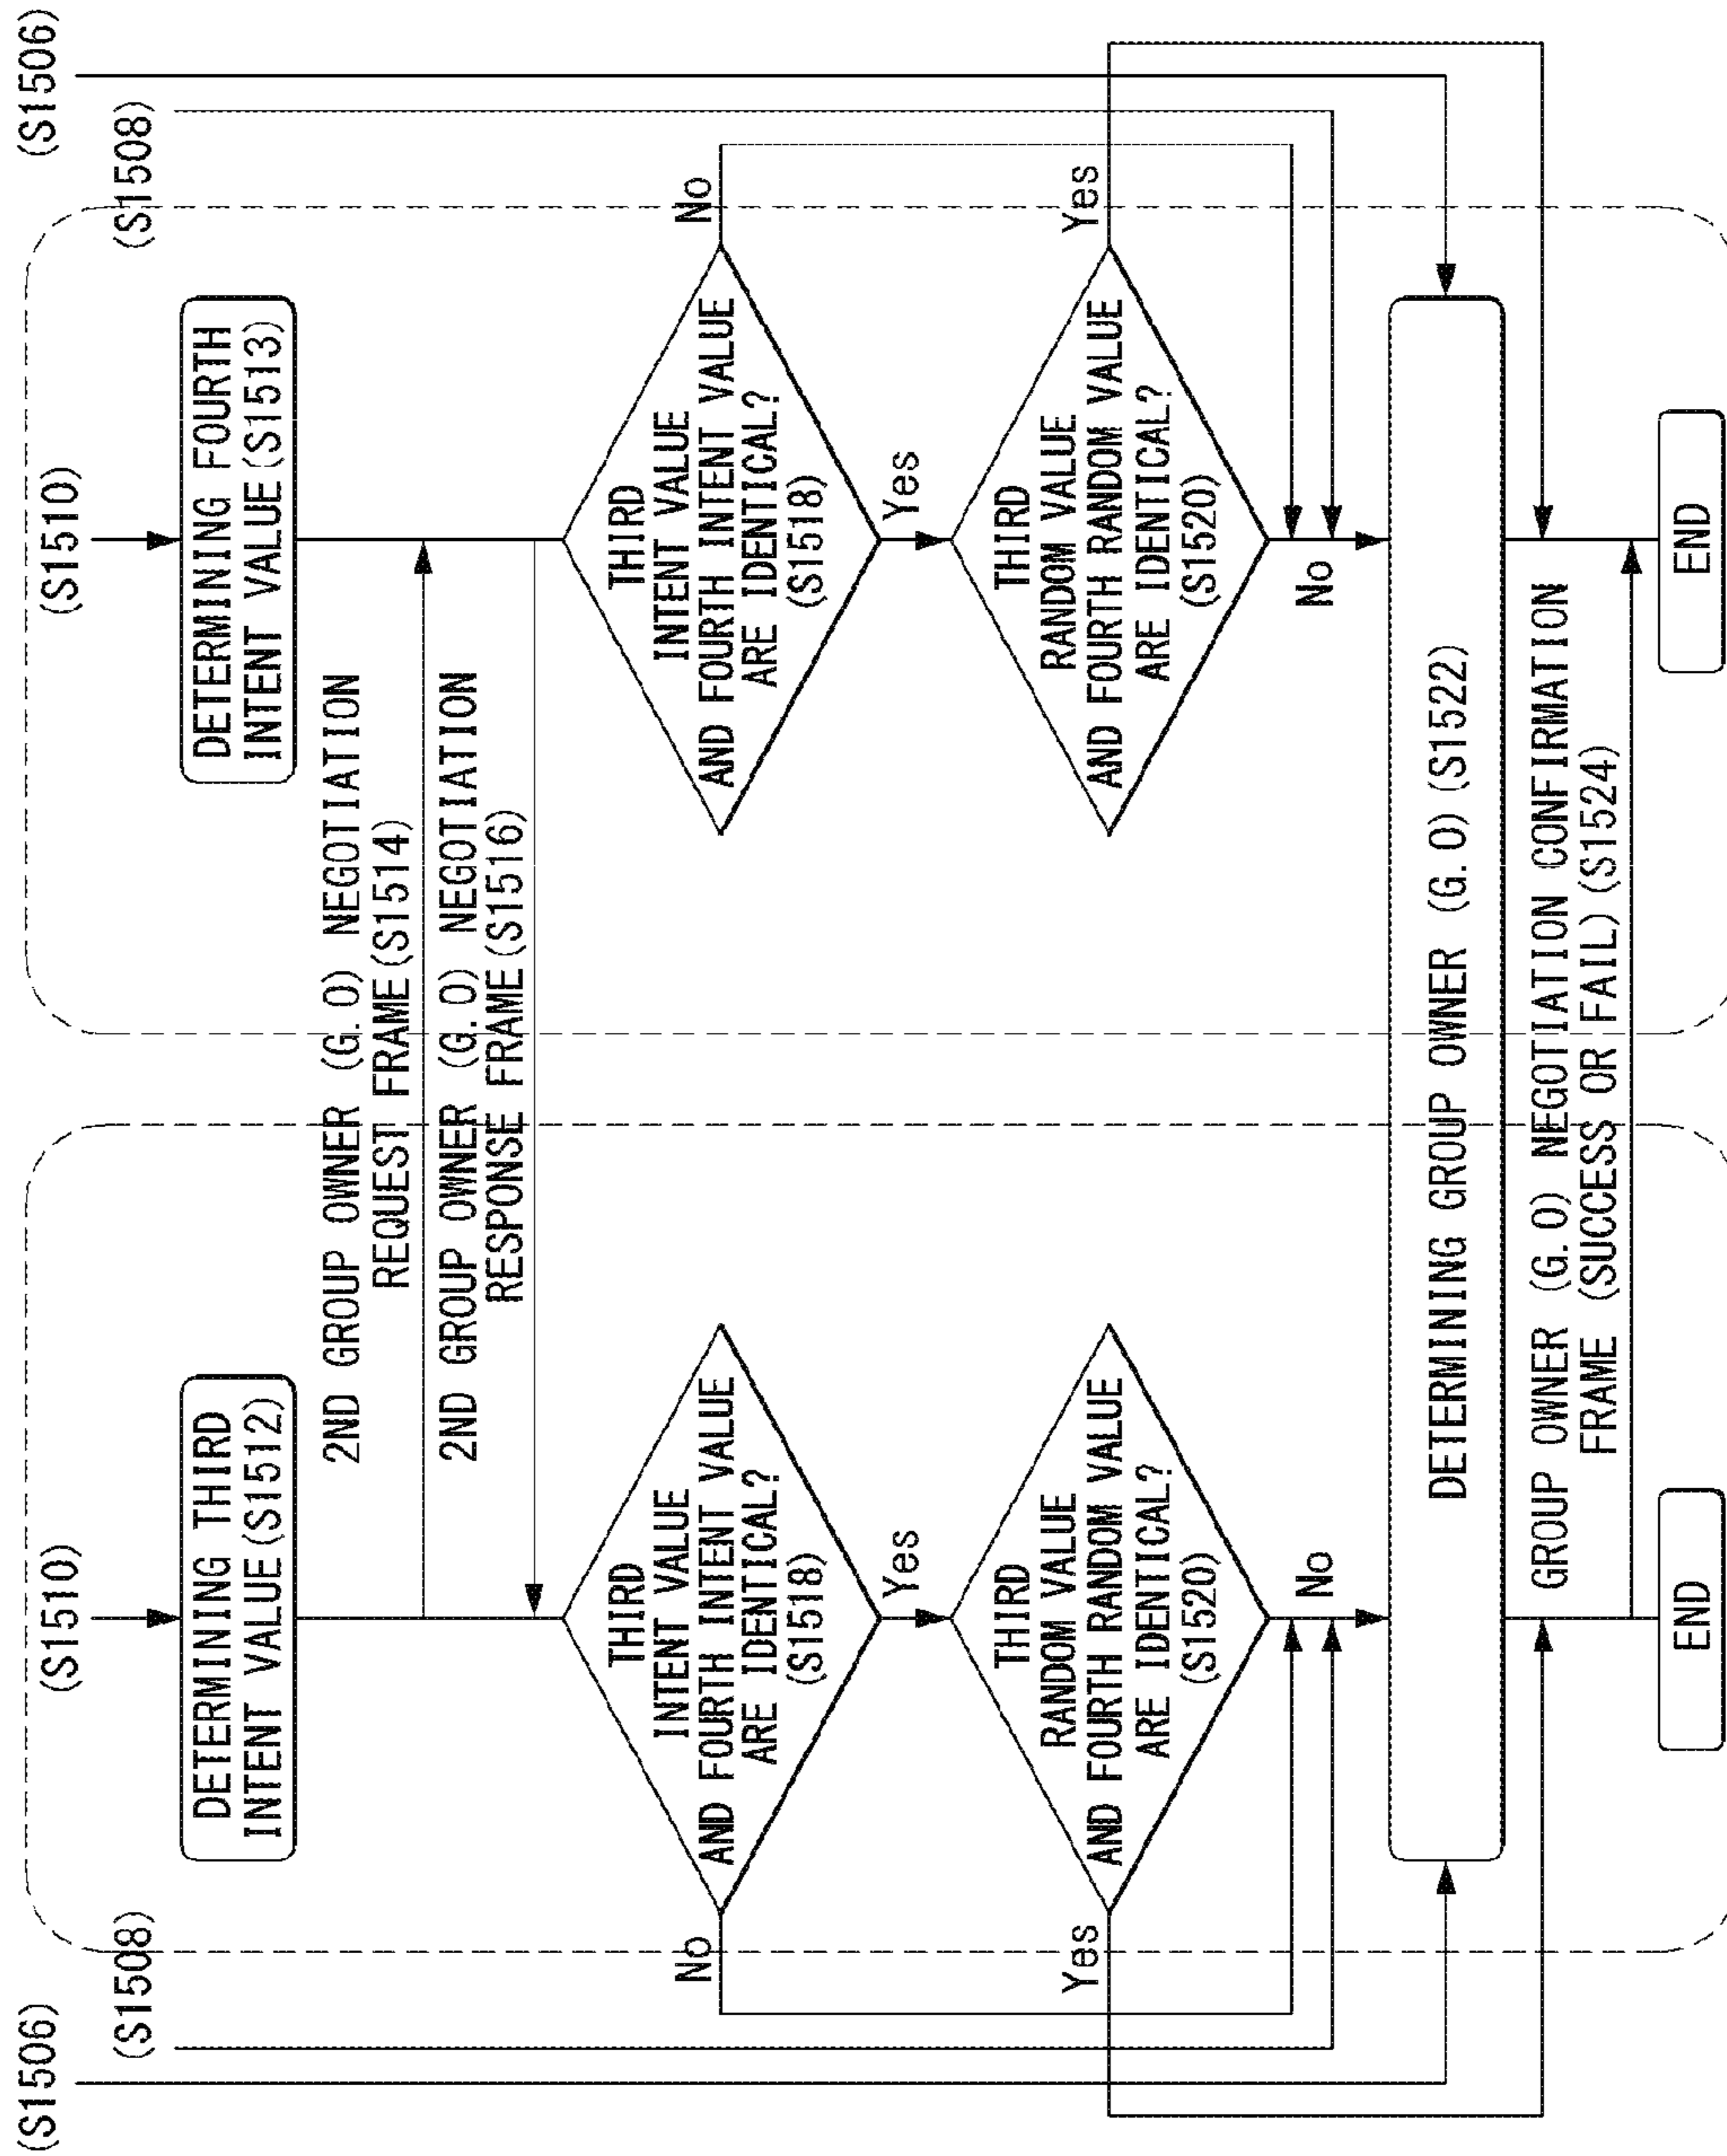 (S1506)
(S1508)
(S1510)
(S1510)
(S1508)
(S1506)
DETERMINING THIRD
INTENT VALUE(S1512)
DETERMINING FOURTH
INTENT VALUE(S1513)
2ND GROUP OWNER (G.O) NEGOTIATION
REQUEST FRAME(S1514)
2ND GROUP OWNER (G.O) NEGOTIATION
RESPONSE FRAME(S1516)
THIRD
INTENT VALUE
AND FOURTH INTENT VALUE
ARE IDENTICAL?
(S1518)
No
Yes
THIRD
INTENT VALUE
AND FOURTH INTENT VALUE
ARE IDENTICAL?
(S1518)
No
Yes
THIRD
RANDOM VALUE
AND FOURTH RANDOM VALUE
ARE IDENTICAL?
(S1520)
Yes
No
THIRD
RANDOM VALUE
AND FOURTH RANDOM VALUE
ARE IDENTICAL?
(S1520)
Yes
No
DETERMINING GROUP OWNER (G.O) (S1522)
GROUP OWNER (G.O) NEGOTIATION CONFIRMATION
FRAME (SUCCESS OR FAIL)(S1524)
END
END